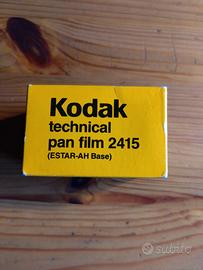 Kodak
technical
pan film 2415
(ESTAR-AH Base)
subito